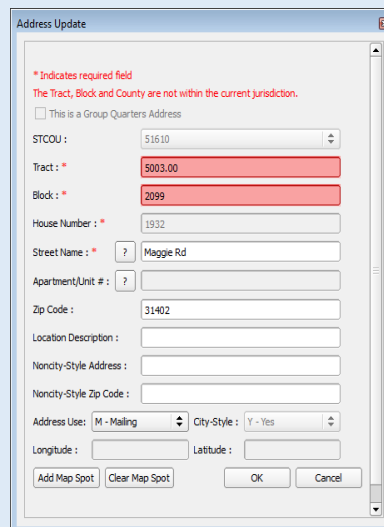 Address Update
* Indicates required field
The Tract, Block and County are not within the current jurisdiction.
This is a Group Quarters Address
STCOU : 51610
Tract : * 5003.00
Block : * 2099
House Number : * 1932
Street Name : * ? Maggie Rd
Apartment/Unit # : ?
Zip Code : 31402
Location Description :
Noncity-Style Address :
Noncity-Style Zip Code :
Address Use: M - Mailing City-Style : Y - Yes
Longitude : Latitude :
Add Map Spot Clear Map Spot OK Cancel